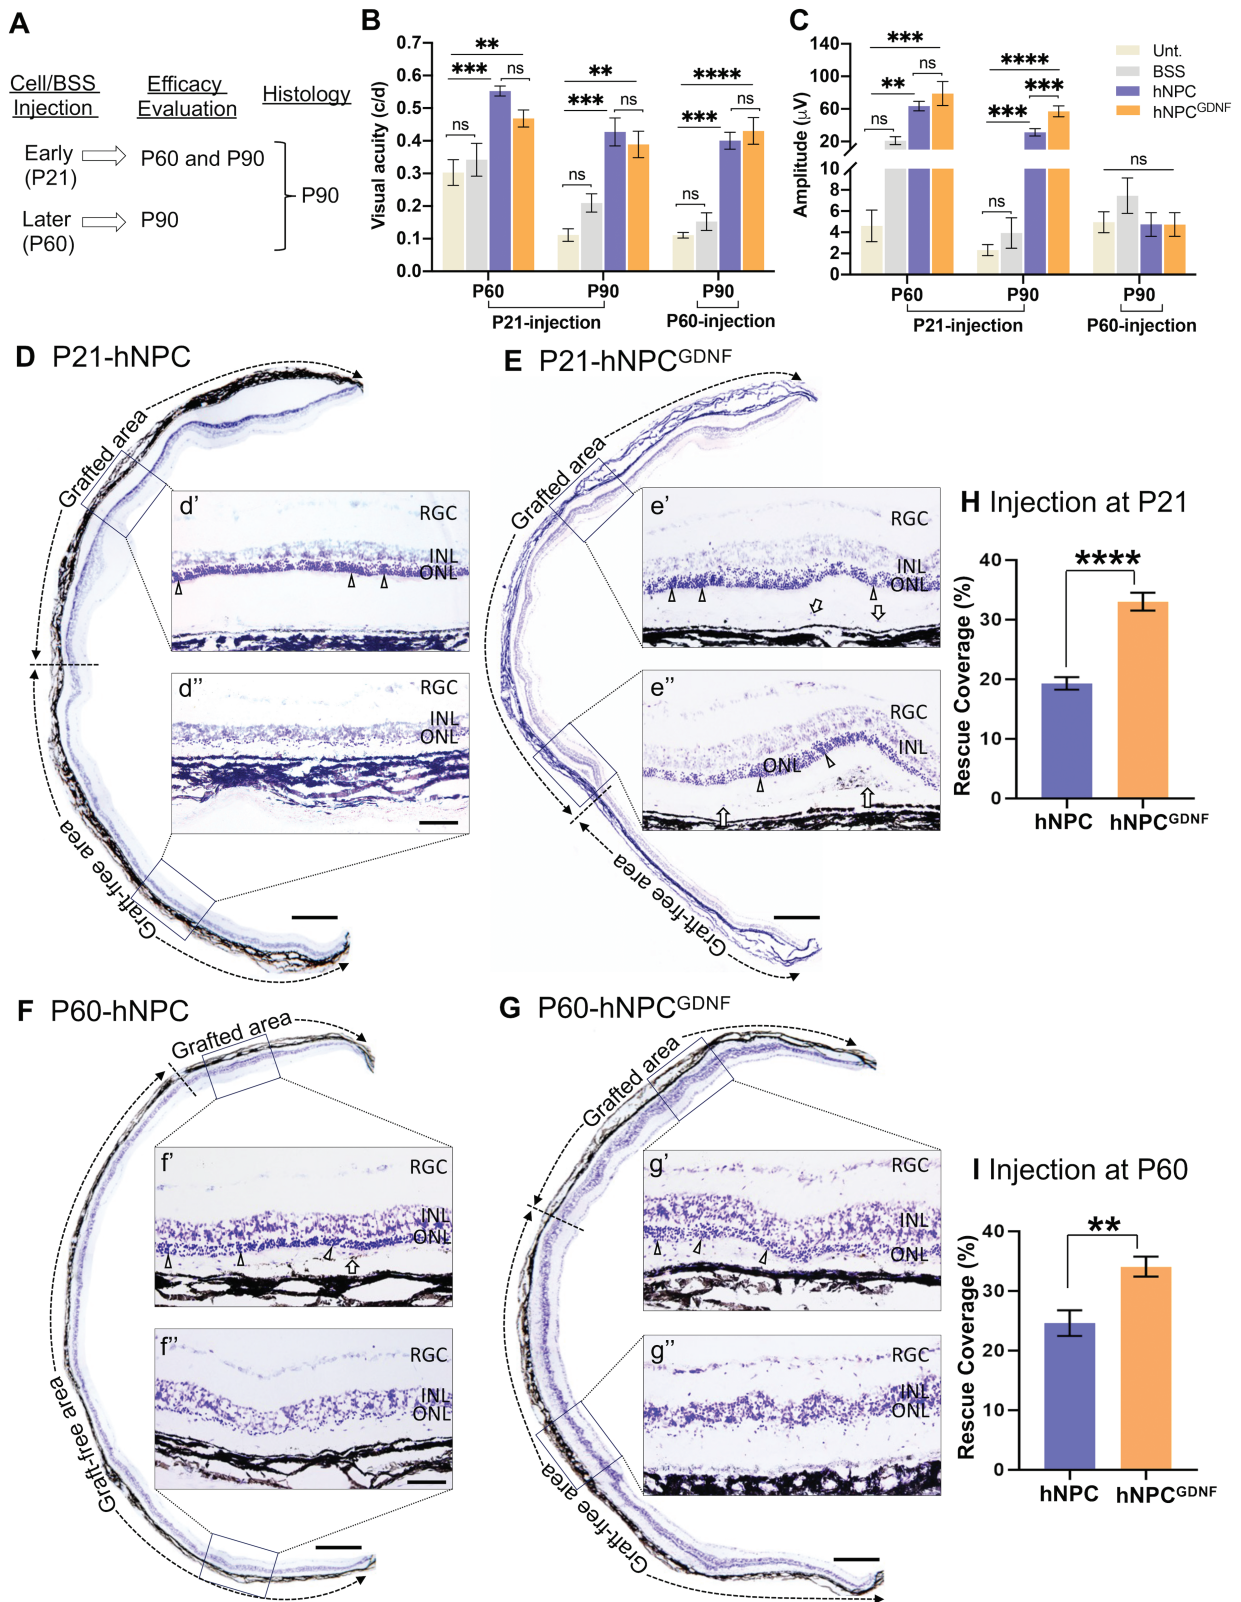 A
Cell/BSS
Injection
Efficacy
Evaluation
Histology
Early
(P21)
P60 and P90
Later
(P60)
P90
P90
B
Visual acuity (c/d)
0.7
0.6
0.5
0.4
0.3
0.2
0.1
0.0
**
***
ns
ns
**
***
ns
ns
****
***
ns
ns
P60
P90
P90
P21-injection
P60-injection
C
Amplitude (µV)
140
100
60
20
10
8
6
4
2
0
***
**
ns
ns
****
***
***
ns
ns
P60
P90
P90
P21-injection
P60-injection
Unt.
BSS
hNPC
hNPCGDNF
D P21-hNPC
Grafted area
Graft-free area
d'
RGC
INL
ONL
d''
RGC
INL
ONL
E P21-hNPCGDNF
Grafted area
Graft-free area
e'
RGC
INL
ONL
e''
RGC
INL
ONL
H Injection at P21
Rescue Coverage (%)
40
30
20
10
0
****
hNPC
hNPCGDNF
F P60-hNPC
Grafted area
Graft-free area
f'
RGC
INL
ONL
f''
RGC
INL
ONL
G P60-hNPCGDNF
Grafted area
Graft-free area
g'
RGC
INL
ONL
g''
RGC
INL
ONL
I Injection at P60
Rescue Coverage (%)
40
30
20
10
0
**
hNPC
hNPCGDNF